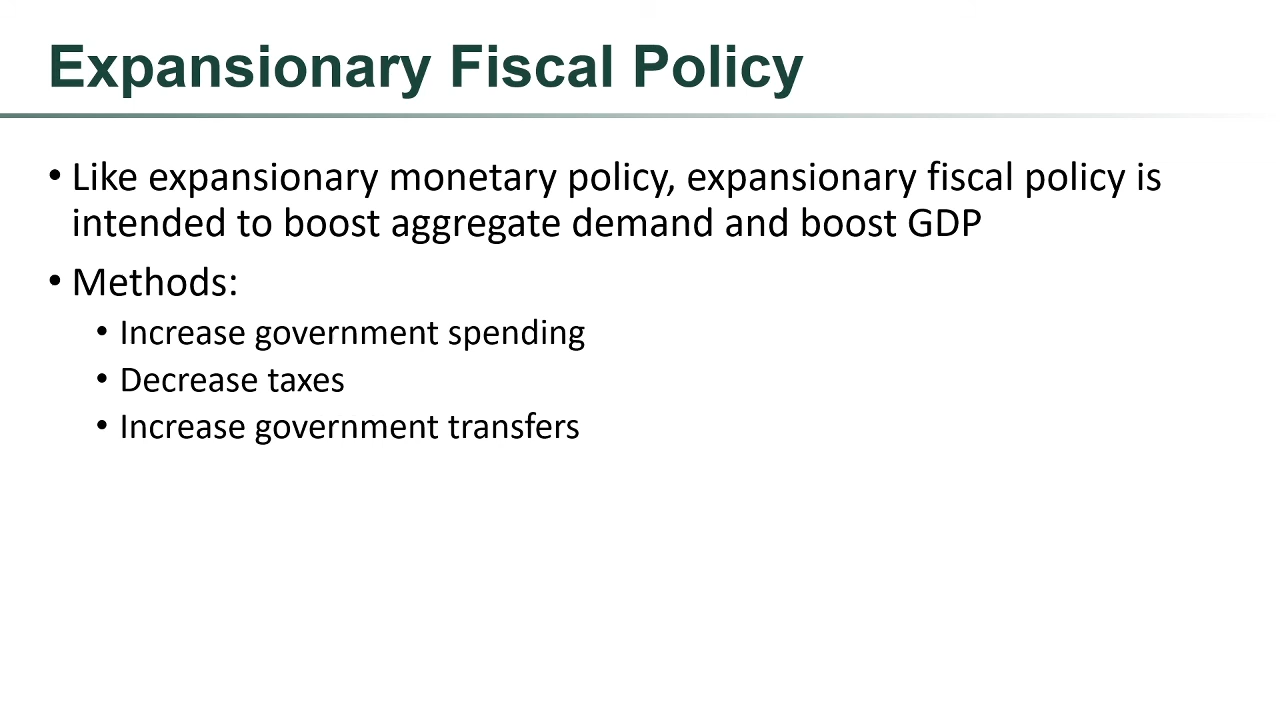 Expansionary Fiscal Policy
• Like expansionary monetary policy, expansionary fiscal policy is
intended to boost aggregate demand and boost GDP
• Methods:
• Increase government spending
• Decrease taxes
• Increase government transfers